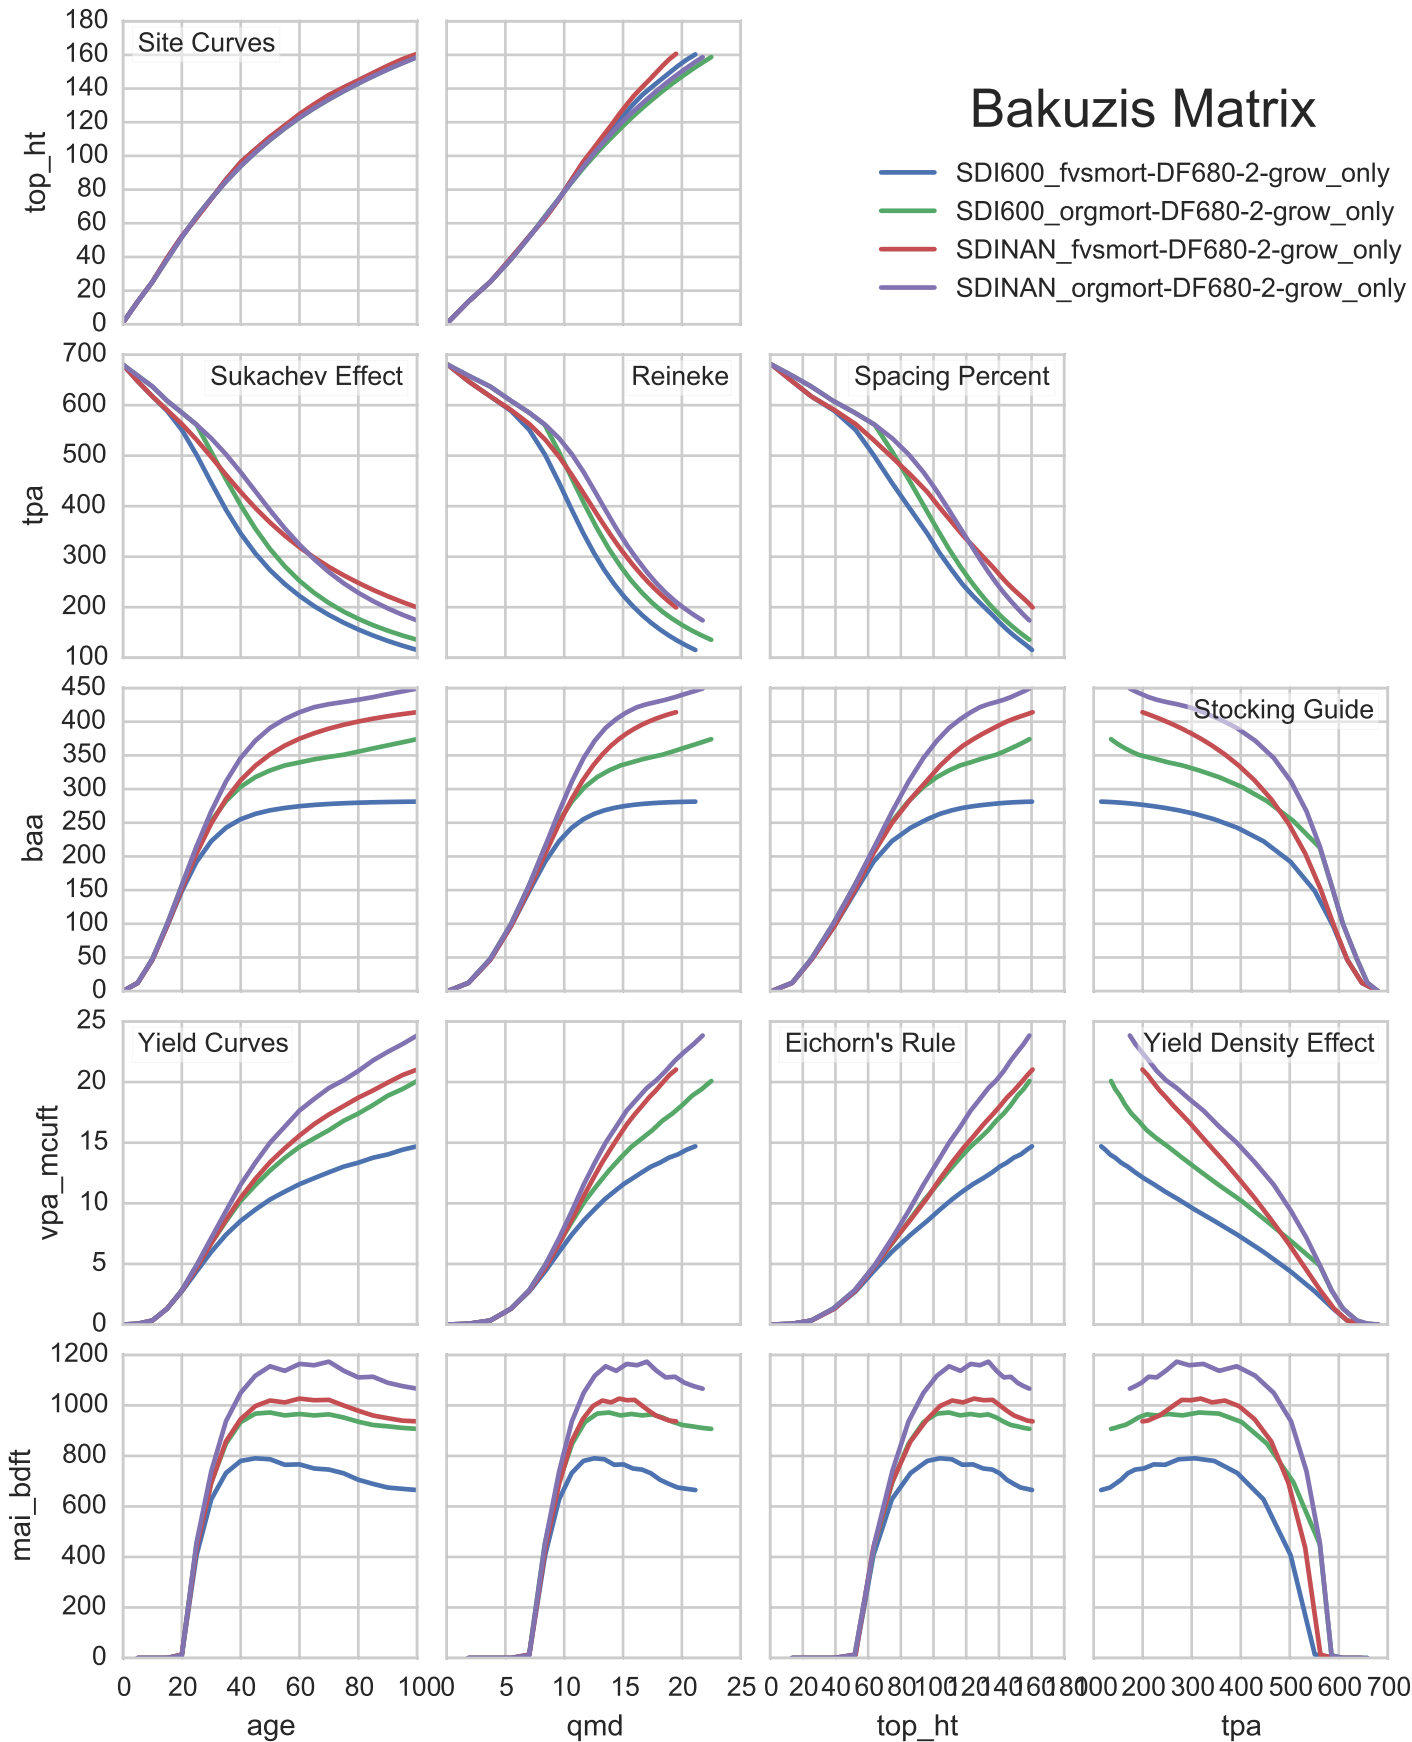 Bakuzis Matrix
SDI600_fvsmort-DF680-2-grow_only
SDI600_orgmort-DF680-2-grow_only
SDINAN_fvsmort-DF680-2-grow_only
SDINAN_orgmort-DF680-2-grow_only
180
160
140
120
100
80
60
40
20
0
top_ht
Site Curves
700
600
500
400
300
200
100
tpa
Sukachev Effect
Reineke
Spacing Percent
450
400
350
300
250
200
150
100
50
0
baa
Stocking Guide
25
20
15
10
5
0
vpa_mcuft
Yield Curves
Eichorn's Rule
Yield Density Effect
1200
1000
800
600
400
200
0
mai_bdft
0 20 40 60 80 100
0 5 10 15 20 25
0 20 40 60 80 100 120 140 160 180
100 200 300 400 500 600 700
age
qmd
top_ht
tpa